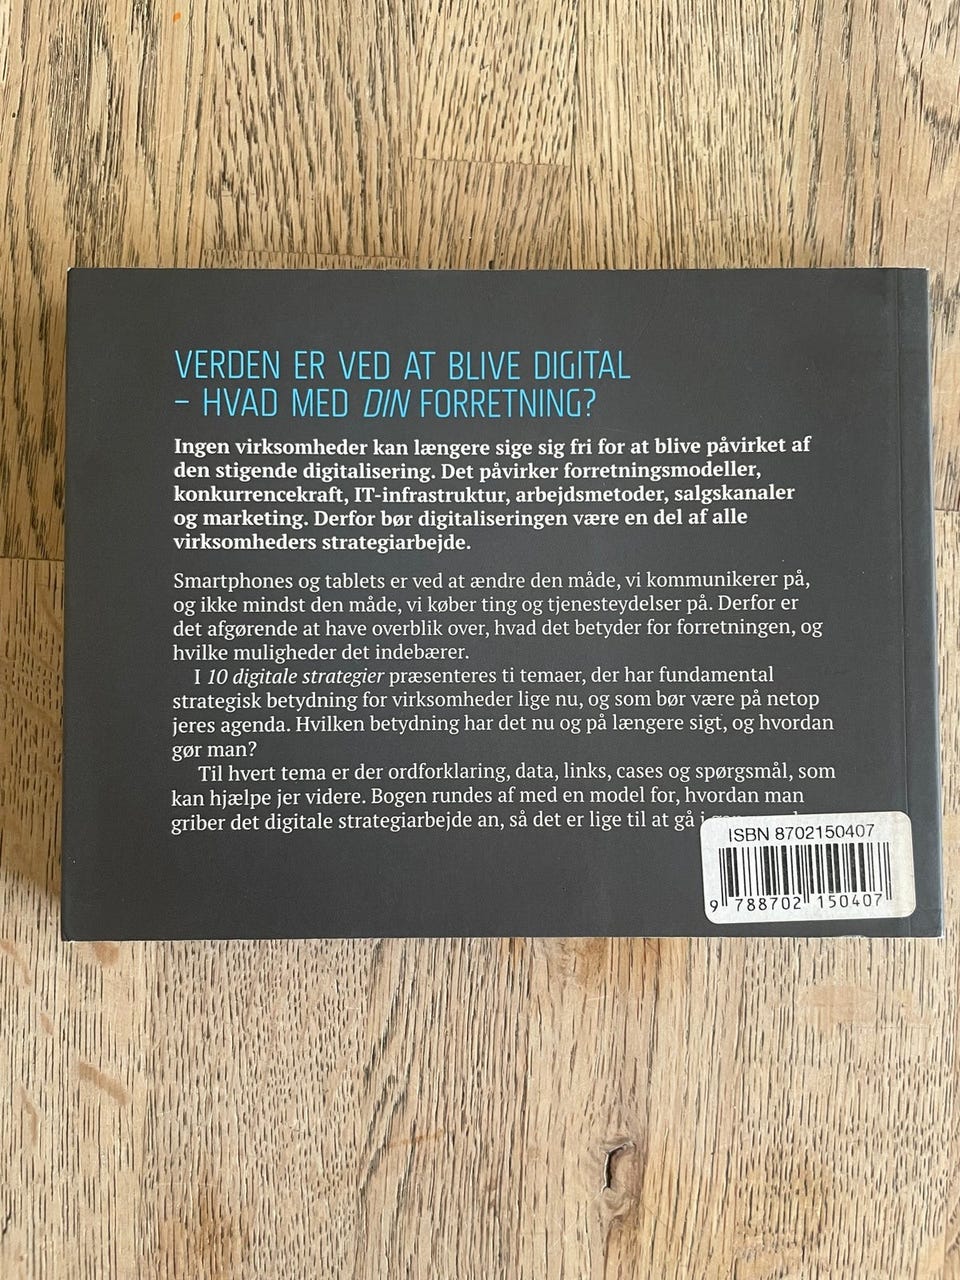 VERDEN ER VED AT BLIVE DIGITAL
– HVAD MED DIN FORRETNING?
Ingen virksomheder kan længere sige sig fri for at blive påvirket af
den stigende digitalisering. Det påvirker forretningsmodeller,
konkurrencekraft, IT-infrastruktur, arbejdsmetoder, salgskanaler
og marketing. Derfor bør digitaliseringen være en del af alle
virksomheders strategiarbejde.
Smartphones og tablets er ved at ændre den måde, vi kommunikerer på,
og ikke mindst den måde, vi køber ting og tjenesteydelser på. Derfor er
det afgørende at have overblik over, hvad det betyder for forretningen, og
hvilke muligheder det indebærer.
I 10 digitale strategier præsenteres ti temaer, der har fundamental
strategisk betydning for virksomheder lige nu, og som bør være på netop
jeres agenda. Hvilken betydning har det nu og på længere sigt, og hvordan
gør man?
Til hvert tema er der ordforklaring, data, links, cases og spørgsmål, som
kan hjælpe jer videre. Bogen rundes af med en model for, hvordan man
griber det digitale strategiarbejde an, så det er lige til at gå
ISBN 8702150407
9 788702 150407